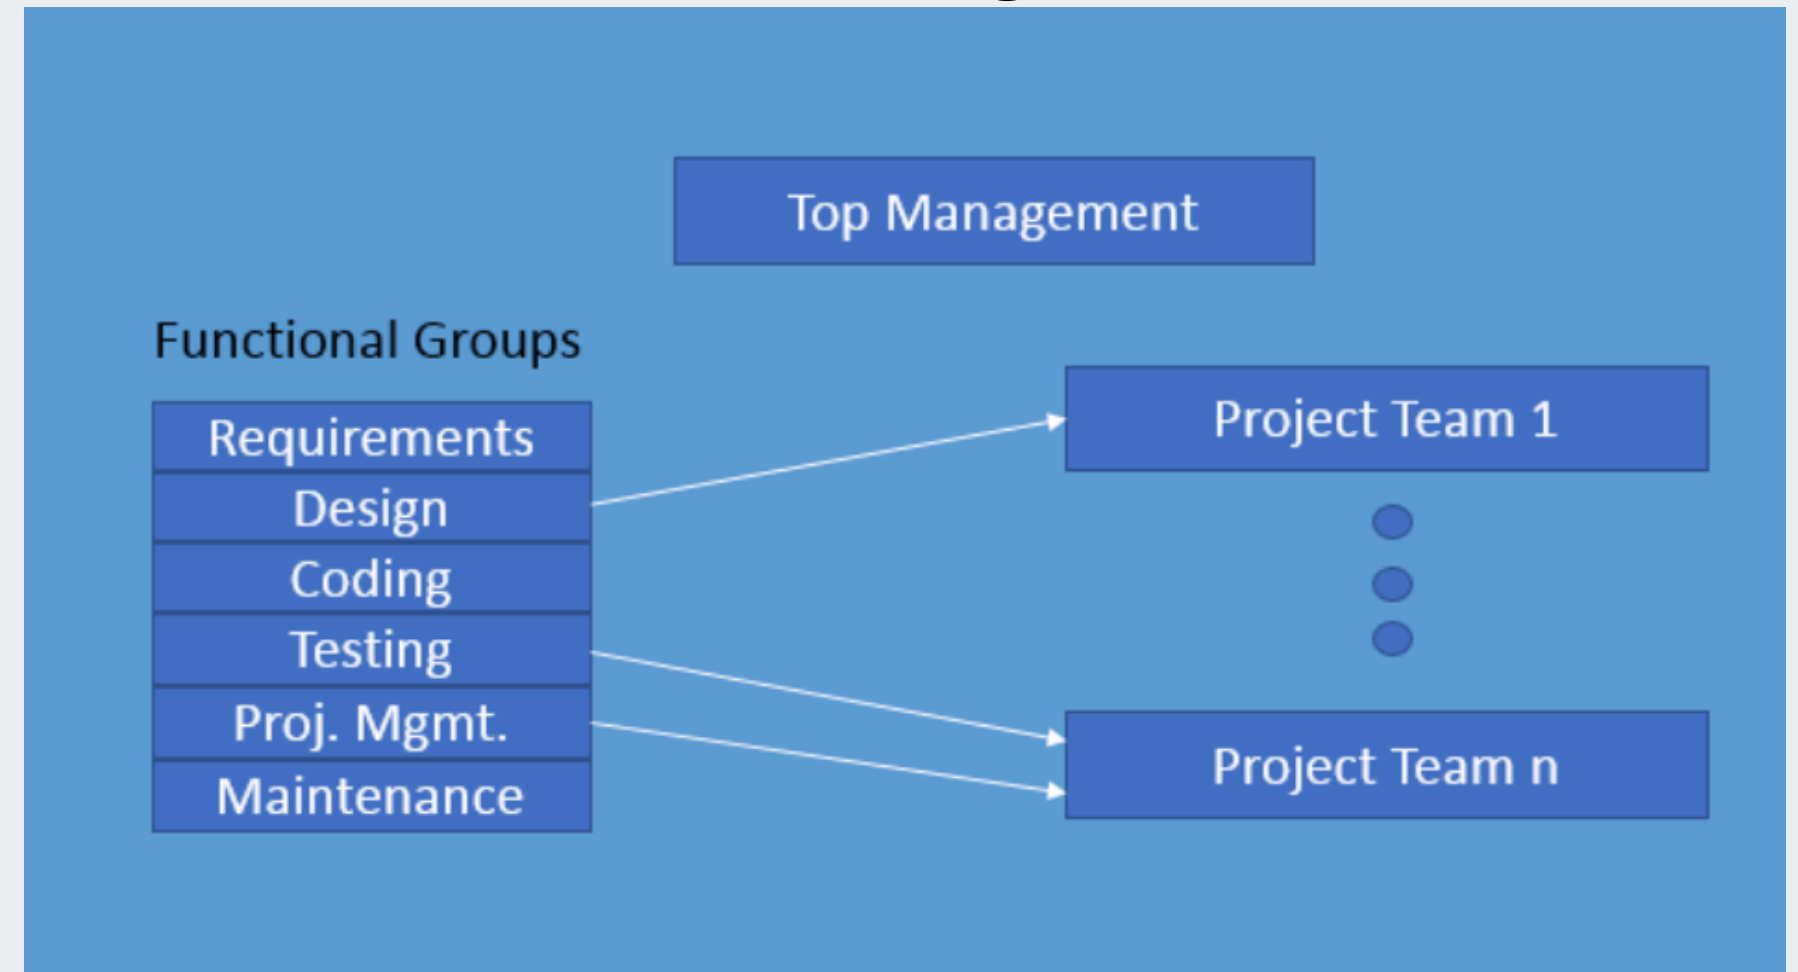 Top Management
Functional Groups
Requirements
Design
Coding
Testing
Proj. Mgmt.
Maintenance
Project Team 1
Project Team n